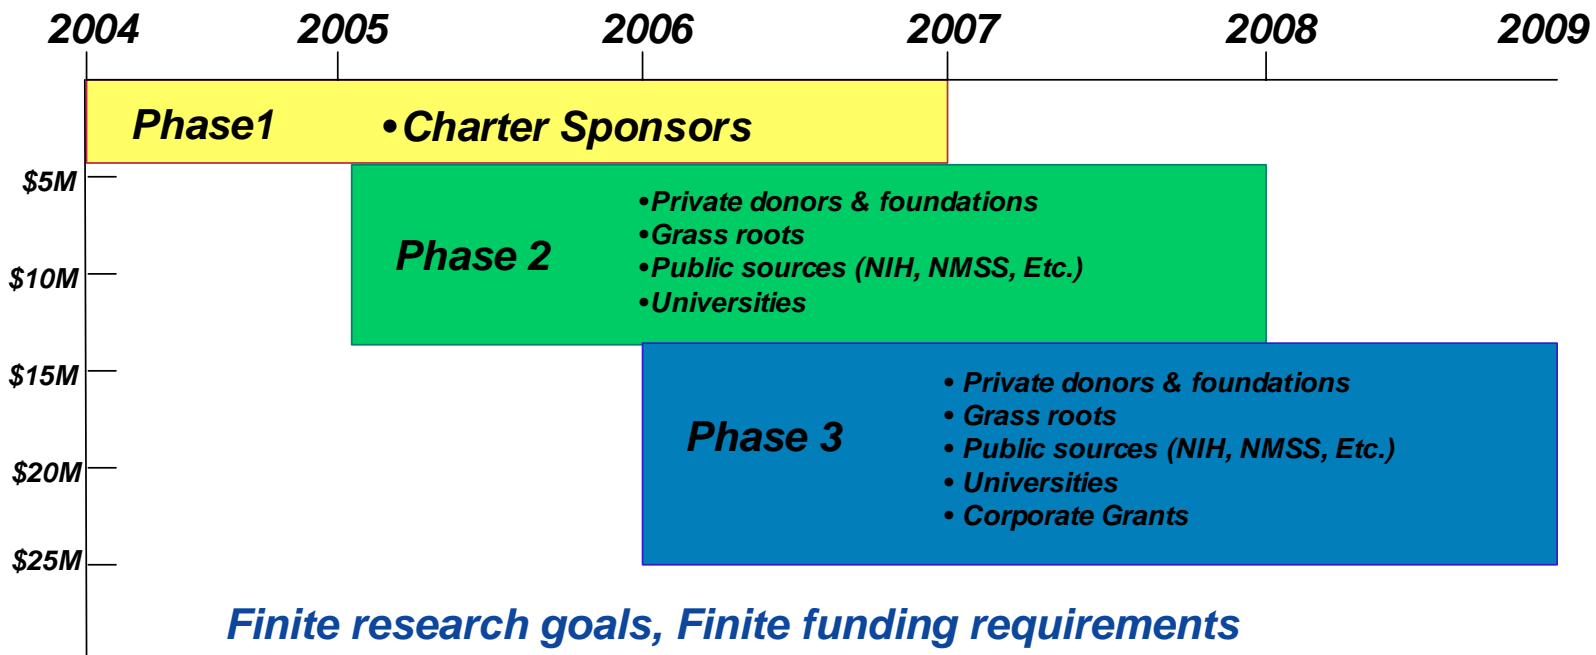 2004 2005 2006 2007 2008 2009
Phase1 •Charter Sponsors
$5M
•Private donors & foundations
•Grass roots
Phase 2
•Public sources (NIH, NMSS, Etc.)
$10M
•Universities
$15M
• Private donors & foundations
• Grass roots
Phase 3
• Public sources (NIH, NMSS, Etc.)
$20M
• Universities
• Corporate Grants
$25M
Finite research goals, Finite funding requirements